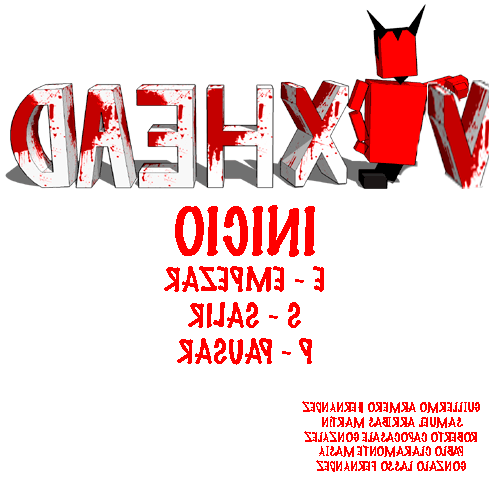 V XHEAD
INICIO
E - EMPEZAR
S - SALIR
P - PAUSAR
GUILLERMO ARMERO HERNANDEZ
SAMUEL ARRIBAS MARTIN
ROBERTO CAPOCASALE GONZALEZ
PABLO CLARAMONTE MASIA
GONZALO LASSO FERNANDEZ